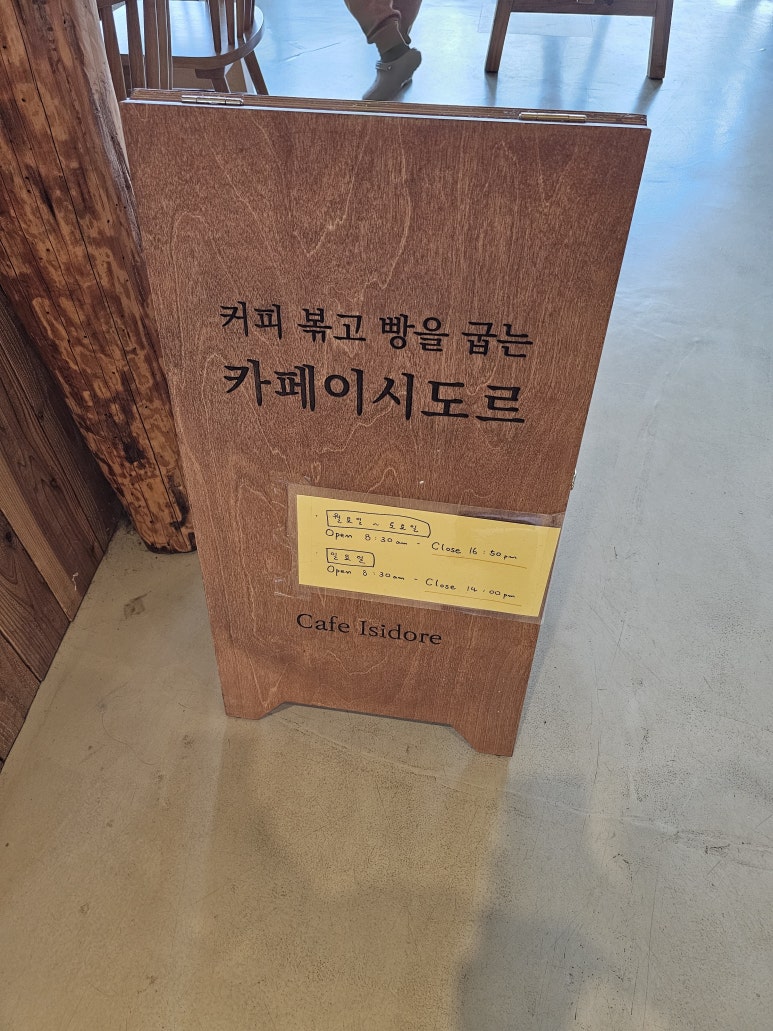 커피 볶고 빵을 굽는
카페이시도르
월요일 ~ 토요일
Open 8:30am - Close 16:50pm
일요일
Open 8:30am - Close 14:00pm
Cafe Isidore